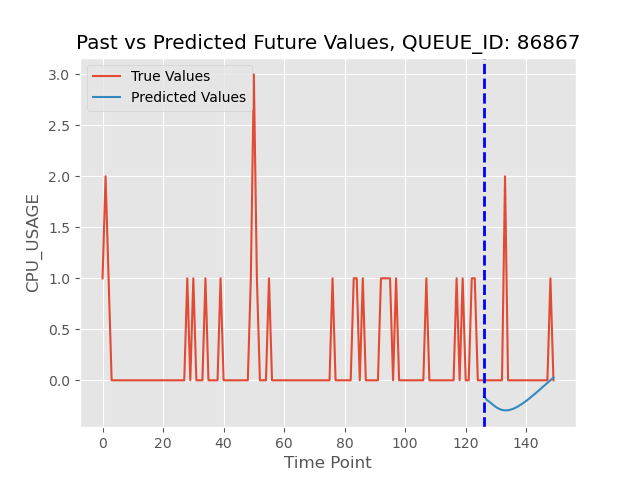 Past vs Predicted Future Values, QUEUE_ID: 86867
True Values
Predicted Values
3.0
2.5
2.0
1.5
1.0
0.5
0.0
CPU_USAGE
0 20 40 60 80 100 120 140
Time Point